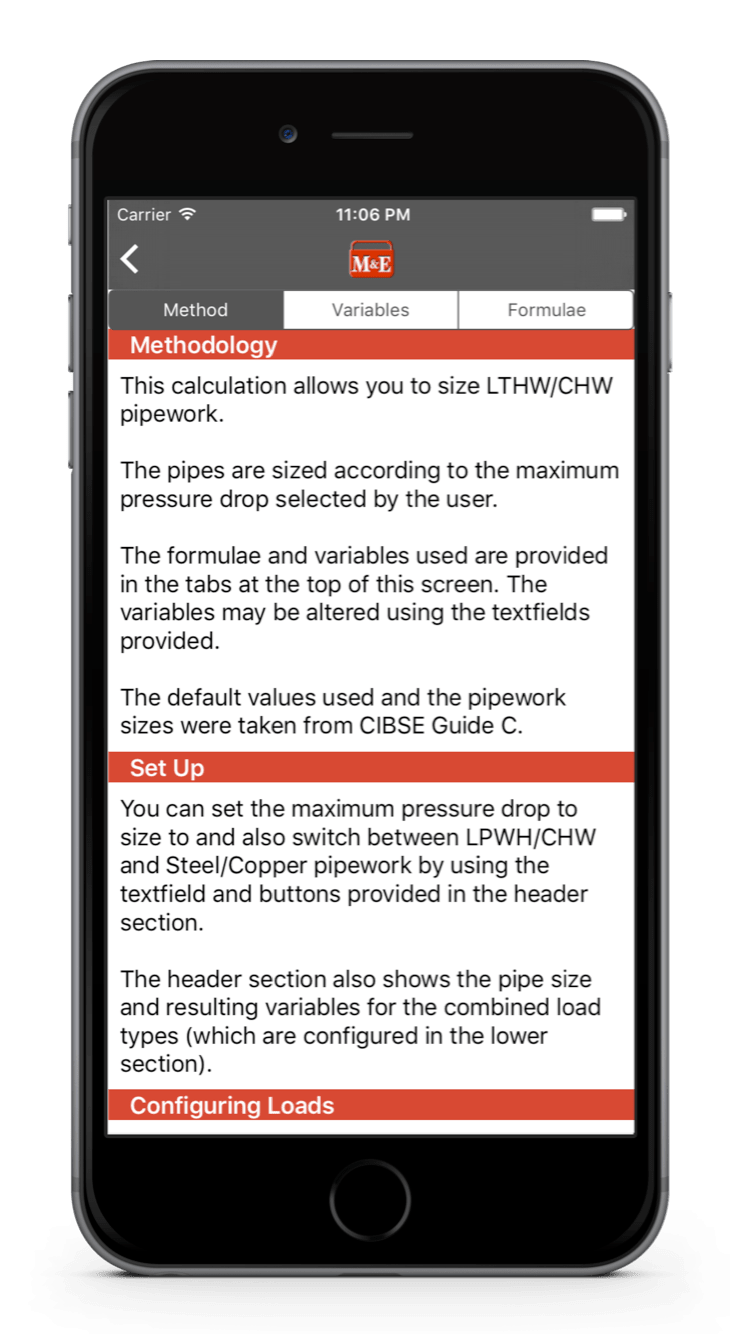 Carrier 11:06 PM
M&E
Method Variables Formulae
Methodology
This calculation allows you to size LTHW/CHW
pipework.
The pipes are sized according to the maximum
pressure drop selected by the user.
The formulae and variables used are provided
in the tabs at the top of this screen. The
variables may be altered using the textfields
provided.
The default values used and the pipework
sizes were taken from CIBSE Guide C.
Set Up
You can set the maximum pressure drop to
size to and also switch between LPWH/CHW
and Steel/Copper pipework by using the
textfield and buttons provided in the header
section.
The header section also shows the pipe size
and resulting variables for the combined load
types (which are configured in the lower
section).
Configuring Loads